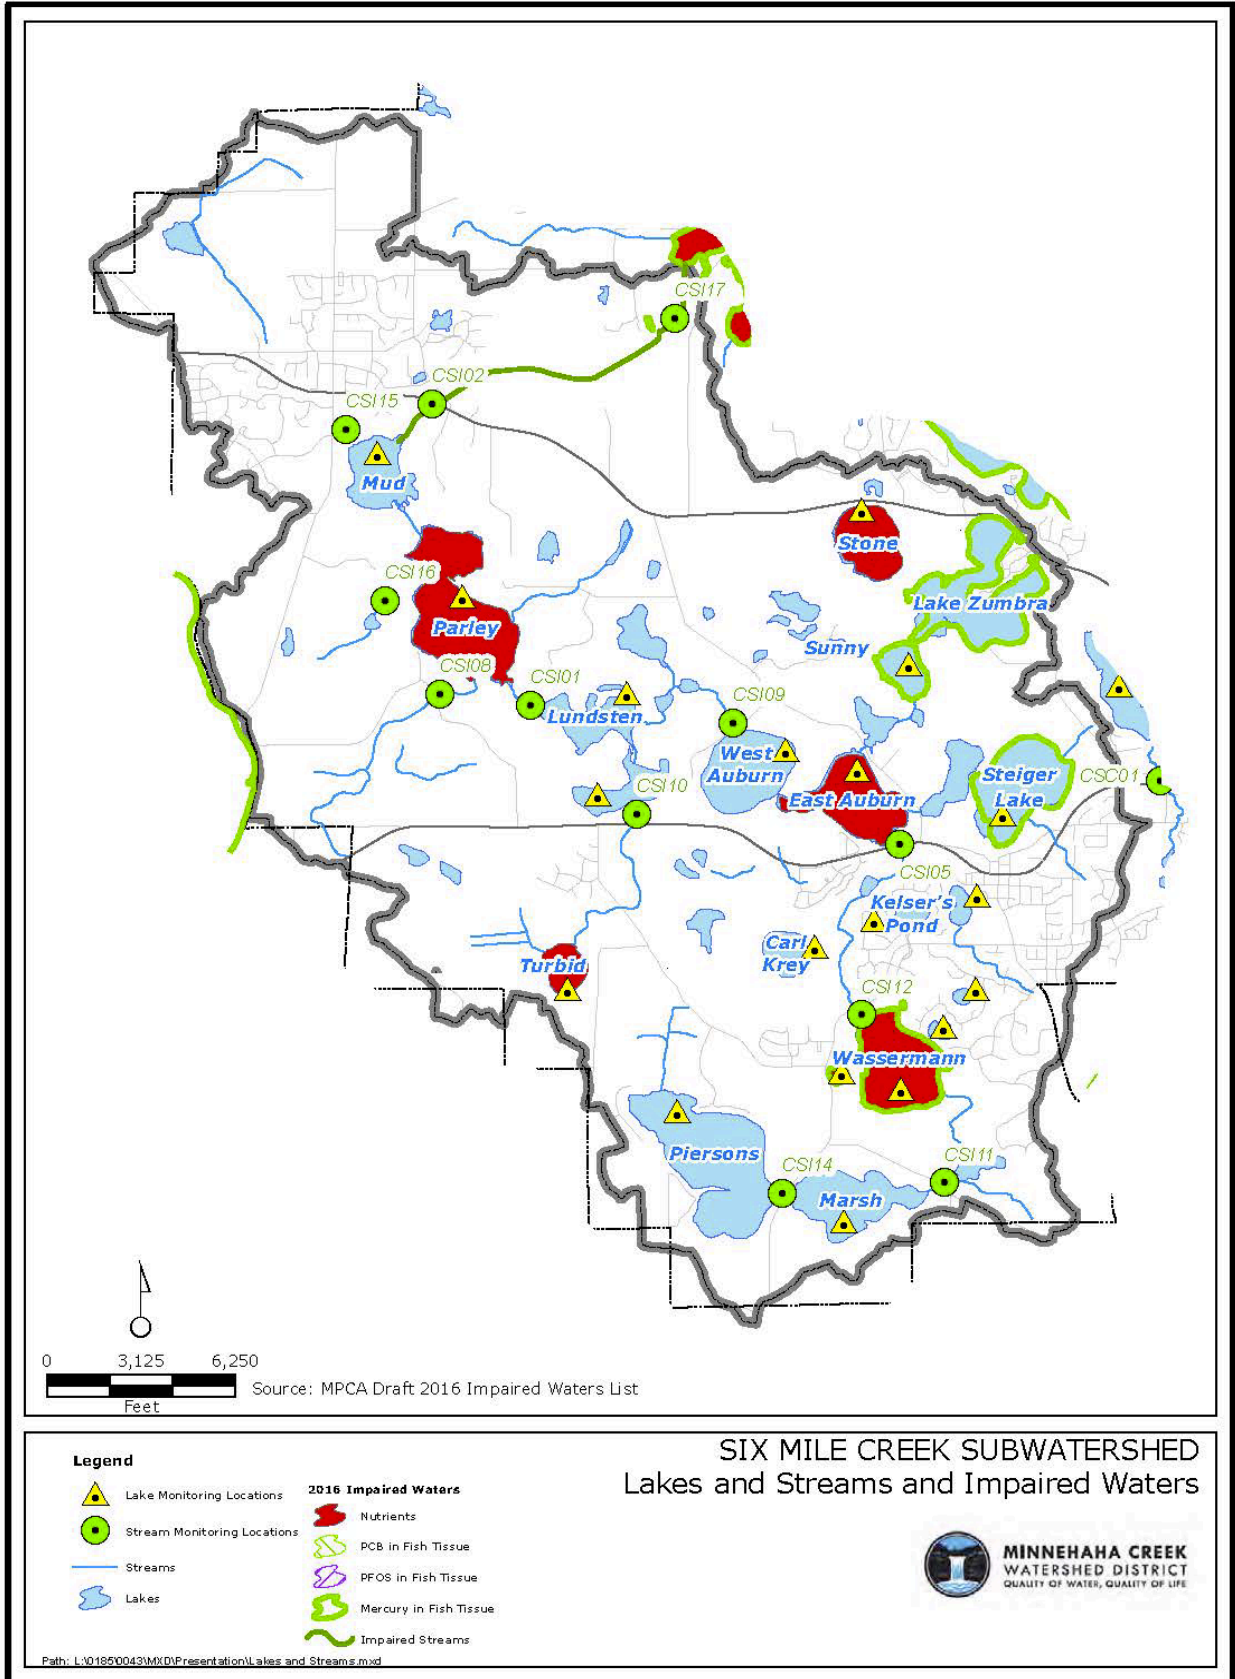 CSI17
CSI02
CSI15
Mud
Stone
CSI16
Lake Zumbra
Parley
Sunny
CSI08
CSI01
CSI09
Lundsten
West
Auburn
Steiger
Lake
CSC01
East Auburn
CSI10
CSI05
Kelser's
Pond
Carl
Krey
Turbid
CSI12
Wassermann
Piersons
CSI14
CSI11
Marsh
0 3,125 6,250
Feet
Source: MPCA Draft 2016 Impaired Waters List
SIX MILE CREEK SUBWATERSHED
Lakes and Streams and Impaired Waters
Legend
Lake Monitoring Locations
Stream Monitoring Locations
Streams
Lakes
2016 Impaired Waters
Nutrients
PCB in Fish Tissue
PFOS in Fish Tissue
Mercury in Fish Tissue
Impaired Streams
MINNEHAHA CREEK
WATERSHED DISTRICT
QUALITY OF WATER, QUALITY OF LIFE
Path: L:\0185\0043\MXD\Presentation\Lakes and Streams.mxd